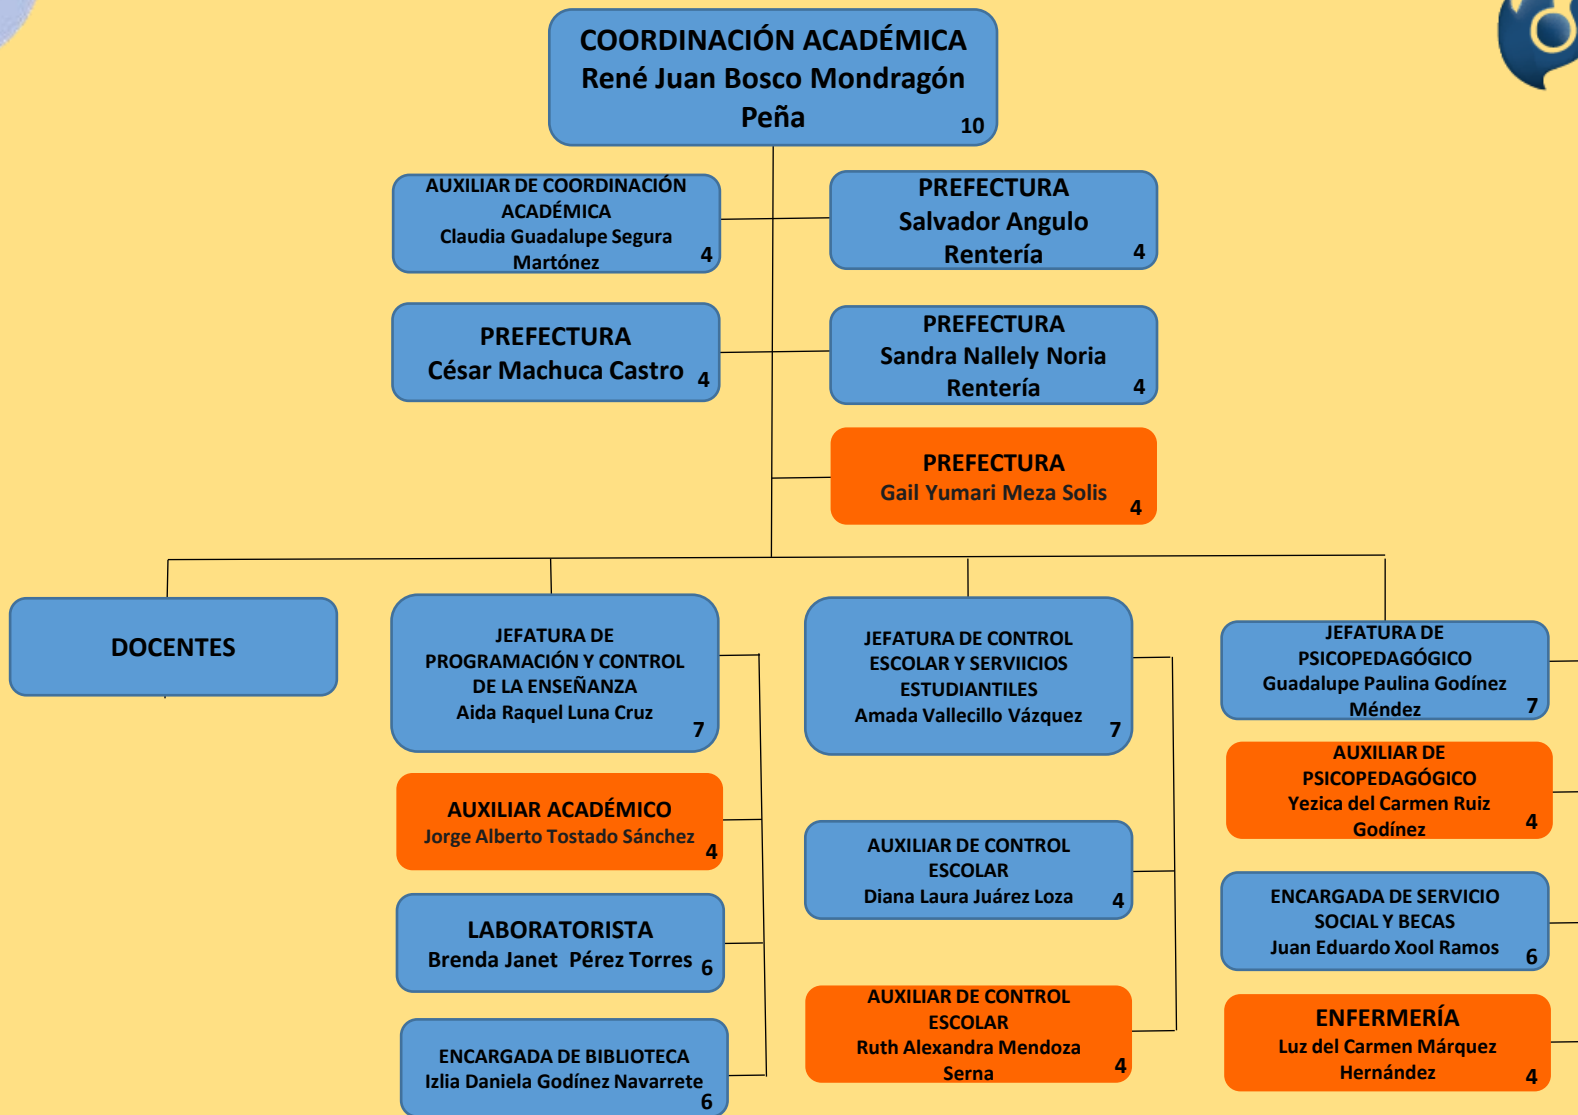 COORDINACIÓN ACADÉMICA
René Juan Bosco Mondragón
Peña
10
AUXILIAR DE COORDINACIÓN
ACADÉMICA
Claudia Guadalupe Segura
Martónez
4
PREFECTURA
Salvador Angulo
Rentería
4
PREFECTURA
César Machuca Castro
4
PREFECTURA
Sandra Nallely Noria
Rentería
4
PREFECTURA
Gail Yumari Meza Solis
4
DOCENTES
JEFATURA DE
PROGRAMACIÓN Y CONTROL
DE LA ENSEÑANZA
Aida Raquel Luna Cruz
7
AUXILIAR ACADÉMICO
Jorge Alberto Tostado Sánchez
4
LABORATORISTA
Brenda Janet  Pérez Torres
6
ENCARGADA DE BIBLIOTECA
Izlia Daniela Godínez Navarrete
6
JEFATURA DE CONTROL
ESCOLAR Y SERVIICIOS
ESTUDIANTILES
Amada Vallecillo Vázquez
7
AUXILIAR DE CONTROL
ESCOLAR
Diana Laura Juárez Loza
4
AUXILIAR DE CONTROL
ESCOLAR
Ruth Alexandra Mendoza
Serna
4
JEFATURA DE
PSICOPEDAGÓGICO
Guadalupe Paulina Godínez
Méndez
7
AUXILIAR DE
PSICOPEDAGÓGICO
Yezica del Carmen Ruiz
Godínez
4
ENCARGADA DE SERVICIO
SOCIAL Y BECAS
Juan Eduardo Xool Ramos
6
ENFERMERÍA
Luz del Carmen Márquez
Hernández
4